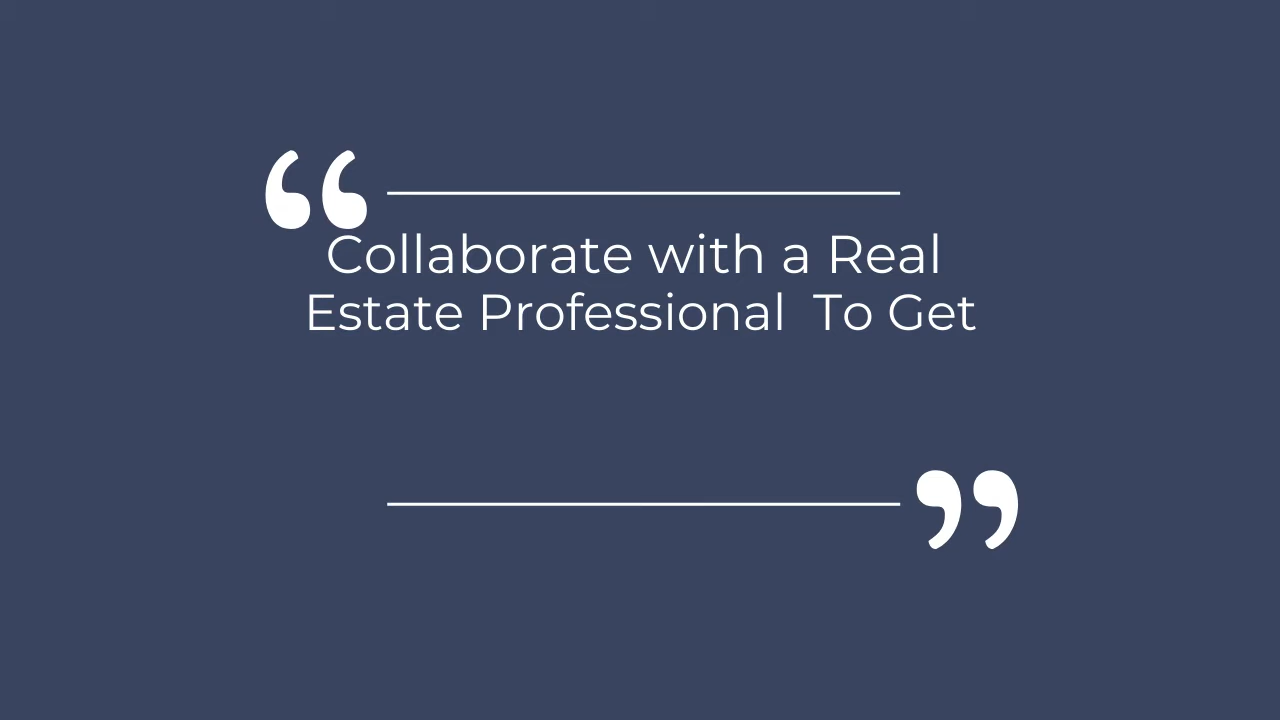 “
Collaborate with a Real
Estate Professional  To Get
”